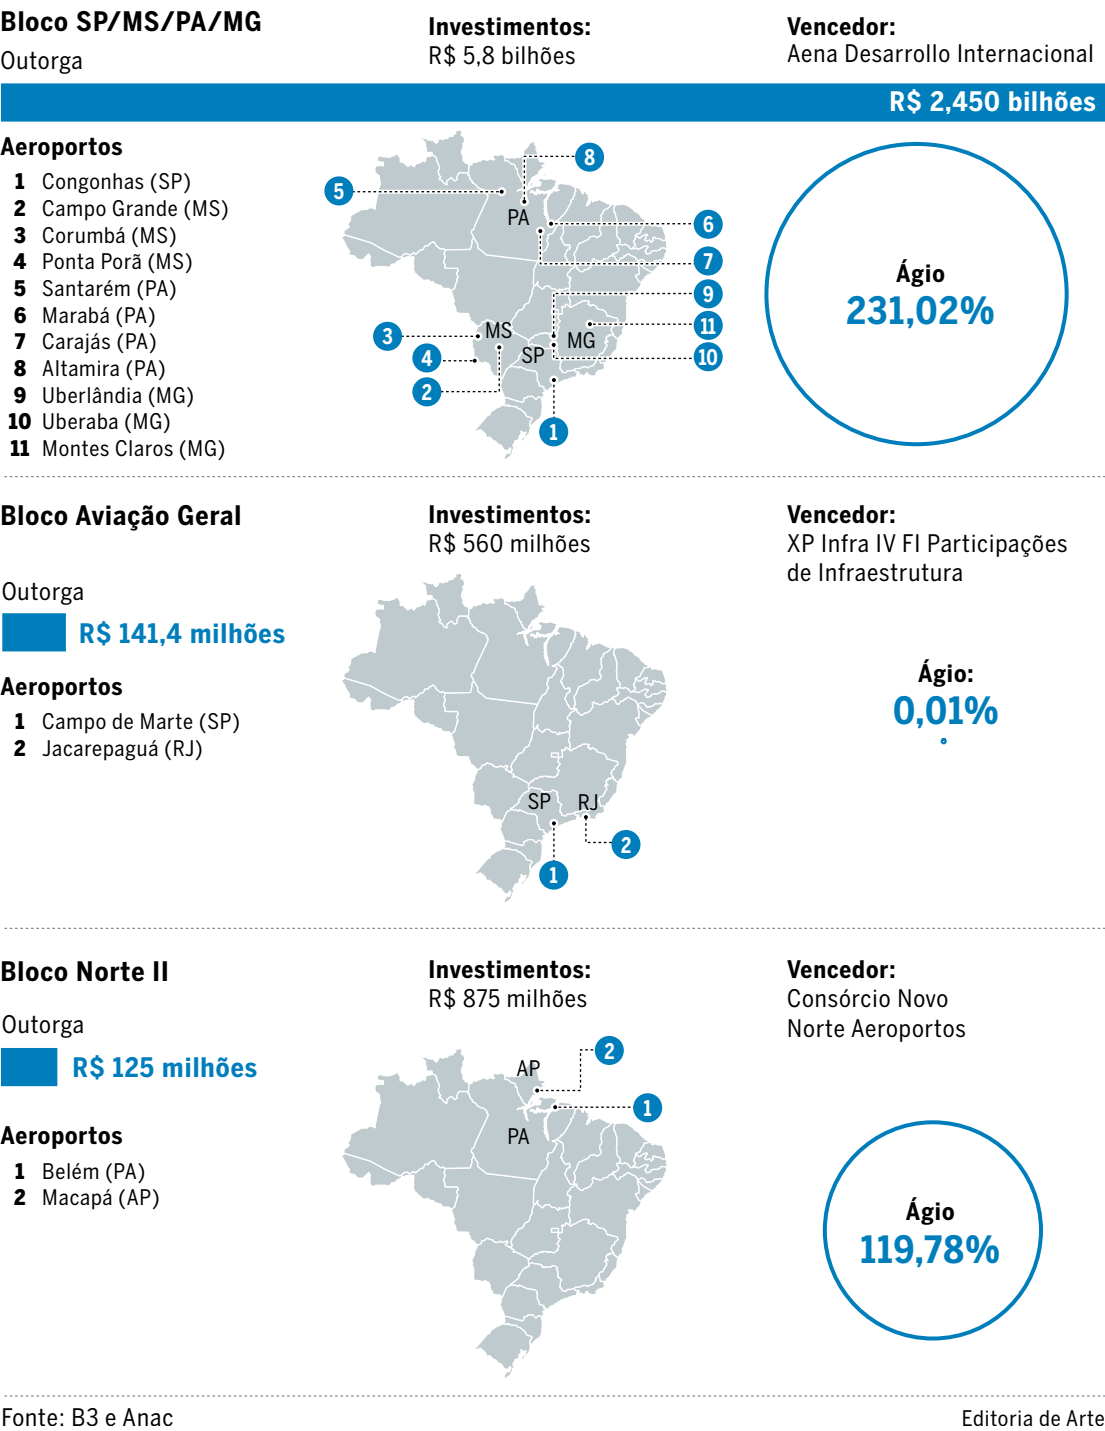 Bloco SP/MS/PA/MG
Outorga
Investimentos:
R$ 5,8 bilhões
Vencedor:
Aena Desarrollo Internacional
R$ 2,450 bilhões
Aeroportos
1 Congonhas (SP)
2 Campo Grande (MS)
3 Corumbá (MS)
4 Ponta Porã (MS)
5 Santarém (PA)
6 Marabá (PA)
7 Carajás (PA)
8 Altamira (PA)
9 Uberlândia (MG)
10 Uberaba (MG)
11 Montes Claros (MG)
8
5
PA
6
7
9
11
10
3
MS
MG
SP
4
2
1
Ágio
231,02%
Bloco Aviação Geral
Investimentos:
R$ 560 milhões
Vencedor:
XP Infra IV FI Participações
de Infraestrutura
Outorga
R$ 141,4 milhões
Aeroportos
1 Campo de Marte (SP)
2 Jacarepaguá (RJ)
SP
RJ
2
1
Ágio:
0,01%
Bloco Norte II
Outorga
Investimentos:
R$ 875 milhões
Vencedor:
Consórcio Novo
Norte Aeroportos
R$ 125 milhões
Aeroportos
1 Belém (PA)
2 Macapá (AP)
AP
2
1
PA
Ágio
119,78%
Fonte: B3 e Anac
Editoria de Arte